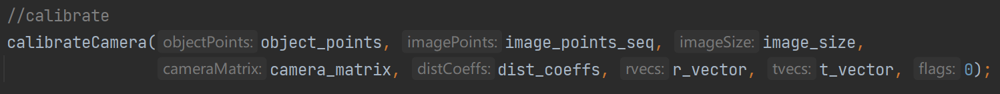 //calibrate
calibrateCamera( objectPoints: object_points, imagePoints: image_points_seq, imageSize: image_size,
cameraMatrix: camera_matrix, distCoeffs: dist_coeffs, rvecs: r_vector, tvecs: t_vector, flags: 0);